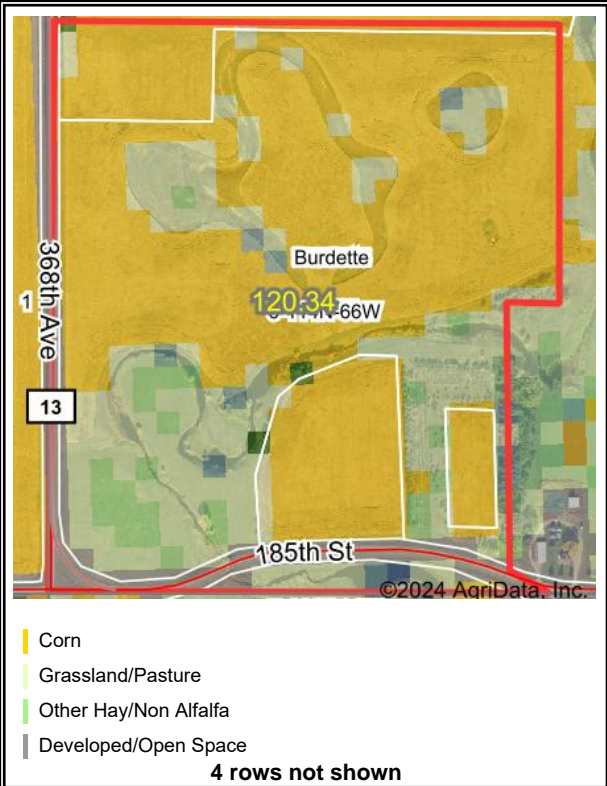 368th Ave
Burdette
1
120.34
-66W
13
185th St
©2024 AgriData, Inc.
Corn
Grassland/Pasture
Other Hay/Non Alfalfa
Developed/Open Space
4 rows not shown